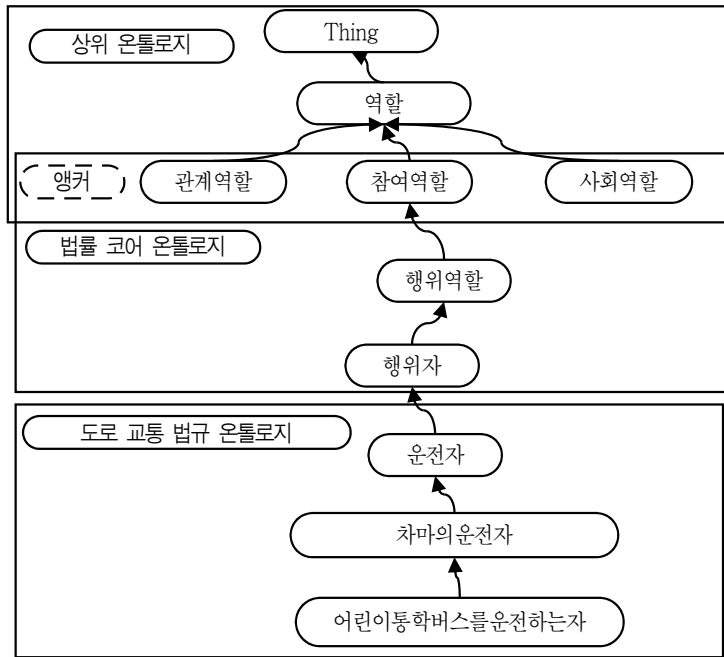 Thing
상위 온톨로지
역할
앵커
관계역할
참여역할
사회역할
법률 코어 온톨로지
행위역할
행위자
도로 교통 법규 온톨로지
운전자
차마의운전자
어린이통학버스를운전하는자